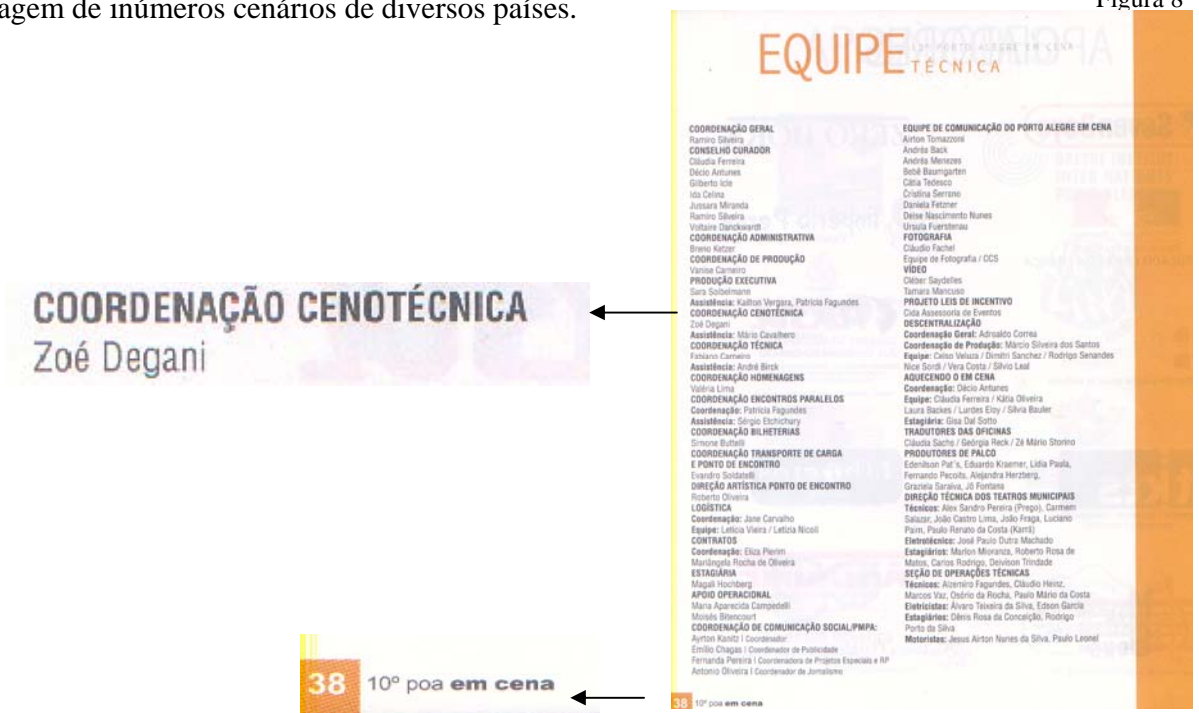 agem de inúmeros cenários de diversos países.
Figura 8
COORDENAÇÃO CENOTÉCNICA
Zoé Degani
38 10º poa em cena
EQUIPE
10º PORTO ALEGRE EM CENA
TÉCNICA
COORDENAÇÃO GERAL
Ramiro Silveira
CONSELHO CURADOR
Cláudia Ferreira
Décio Antunes
Gilberto Icle
Ida Celina
Jussara Miranda
Ramiro Silveira
Voltaire Danckwardt
COORDENAÇÃO ADMINISTRATIVA
Breno Ketzer
COORDENAÇÃO DE PRODUÇÃO
Vanise Carneiro
PRODUÇÃO EXECUTIVA
Sara Solbelmann
Assistência: Kailton Vergara, Patrícia Fagundes
COORDENAÇÃO CENOTÉCNICA
Zoé Degani
Assistência: Mário Cavalheiro
COORDENAÇÃO TÉCNICA
Fabiano Carneiro
Assistência: André Birck
COORDENAÇÃO HOMENAGENS
Valéria Lima
COORDENAÇÃO ENCONTROS PARALELOS
Coordenação: Patrícia Fagundes
Assistência: Sérgio Etchichury
COORDENAÇÃO BILHETERIAS
Simone Buttelli
COORDENAÇÃO TRANSPORTE DE CARGA
E PONTO DE ENCONTRO
Evandro Soldatelli
DIREÇÃO ARTÍSTICA PONTO DE ENCONTRO
Roberto Oliveira
LOGÍSTICA
Coordenação: Jane Carvalho
Equipe: Letícia Vieira / Letizia Nicoli
CONTRATOS
Coordenação: Eliza Pierim
Mariângela Rocha de Oliveira
ESTAGIÁRIA
Magali Hochberg
APOIO OPERACIONAL
Maria Aparecida Campedelli
Moisés Bitencourt
COORDENAÇÃO DE COMUNICAÇÃO SOCIAL/PMPA:
Ayrton Kanitz | Coordenador
Emílio Chagas | Coordenador de Publicidade
Fernanda Pereira | Coordenadora de Projetos Especiais e RP
Antonio Oliveira | Coordenador de Jornalismo
EQUIPE DE COMUNICAÇÃO DO PORTO ALEGRE EM CENA
Airton Tomazzoni
Andréa Back
Andréa Menezes
Bebê Baumgarten
Cátia Tedesco
Cristina Serrano
Daniela Fetzner
Deise Nascimento Nunes
Ursula Fuerstenau
FOTOGRAFIA
Cláudio Fachel
Equipe de Fotografia / CCS
VÍDEO
Cléber Saydelles
Tamara Mancuso
PROJETO LEIS DE INCENTIVO
Cida Assessoria de Eventos
DESCENTRALIZAÇÃO
Coordenação Geral: Adroaldo Correa
Coordenação de Produção: Márcio Silveira dos Santos
Equipe: Celso Veluza / Dimitri Sanchez / Rodrigo Senandes
Nice Sordi / Vera Costa / Silvio Leal
AQUECENDO O EM CENA
Coordenação: Décio Antunes
Equipe: Cláudia Ferreira / Kátia Oliveira
Laura Backes / Lurdes Eloy / Sílvia Bauler
Estagiária: Gisa Dal Sotto
TRADUTORES DAS OFICINAS
Cláudia Sachs / Geórgia Reck / Zé Mário Storino
PRODUTORES DE PALCO
Edenilson Pat´s, Eduardo Kraemer, Lídia Paula,
Fernando Pecoits, Alejandra Herzberg,
Graziela Saraiva, Jô Fontana
DIREÇÃO TÉCNICA DOS TEATROS MUNICIPAIS
Técnicos: Alex Sandro Pereira (Prego), Carmem
Salazar, João Castro Lima, João Fraga, Luciano
Paim, Paulo Renato da Costa (Karrá)
Eletrotécnico: José Paulo Dutra Machado
Estagiários: Marlon Mioranza, Roberto Rosa de
Matos, Carlos Rodrigo, Deivison Trindade
SEÇÃO DE OPERAÇÕES TÉCNICAS
Técnicos: Alzemiro Fagundes, Cláudio Heinz,
Marcos Vaz, Osório da Rocha, Paulo Mário da Costa
Eletricistas: Álvaro Teixeira da Silva, Edson Garcia
Estagiários: Dênis Rosa da Conceição, Rodrigo
Porto da Silva
Motoristas: Jesus Airton Nunes da Silva, Paulo Leonel
38 10º poa em cena